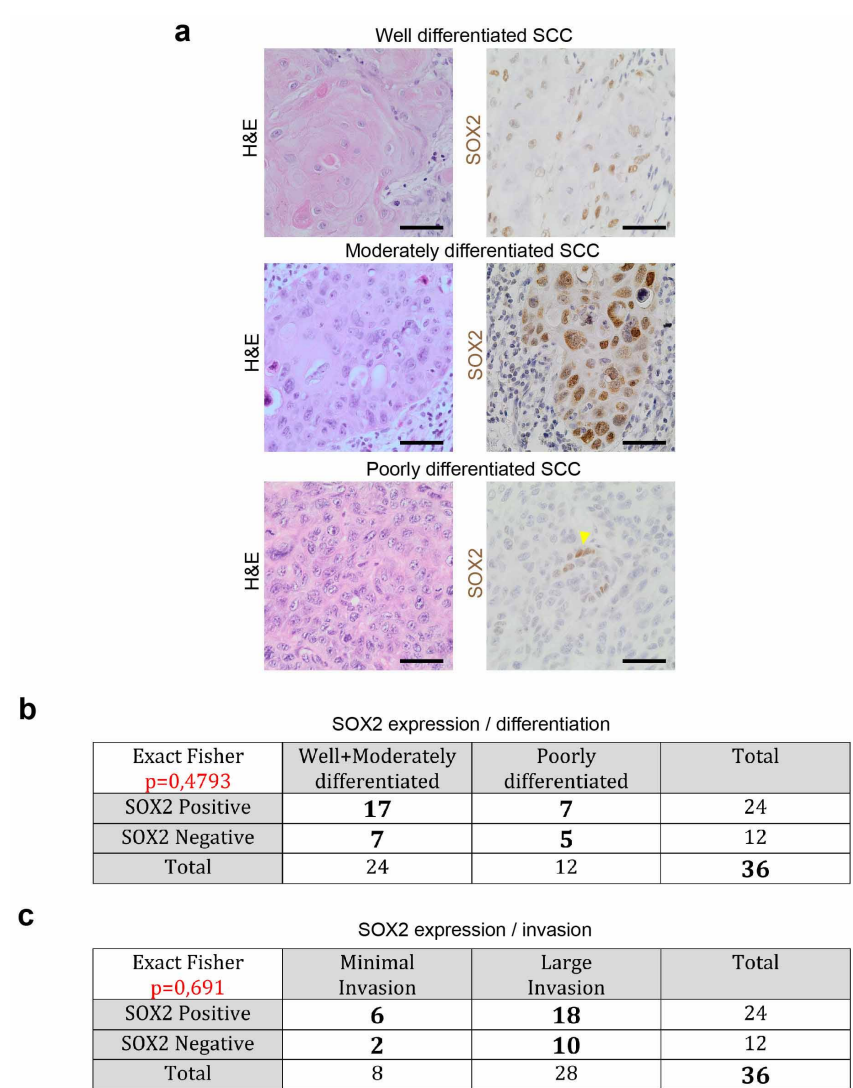 a
Well differentiated SCC
H&E
SOX2
Moderately differentiated SCC
H&E
SOX2
Poorly differentiated SCC
H&E
SOX2
b
SOX2 expression / differentiation
Exact Fisher p=0,4793 Well+Moderately differentiated Poorly differentiated Total
SOX2 Positive 17 7 24
SOX2 Negative 7 5 12
Total 24 12 36
c
SOX2 expression / invasion
Exact Fisher p=0,691 Minimal Invasion Large Invasion Total
SOX2 Positive 6 18 24
SOX2 Negative 2 10 12
Total 8 28 36